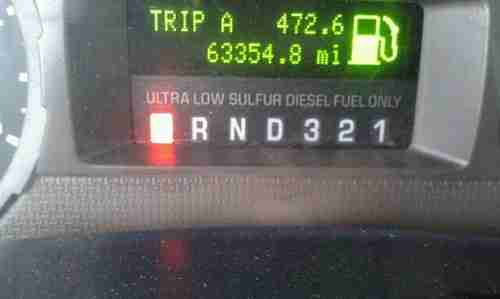 TRIP A 472.6
63354.8 mi
ULTRA LOW SULFUR DIESEL FUEL ONLY
R N D 3 2 1